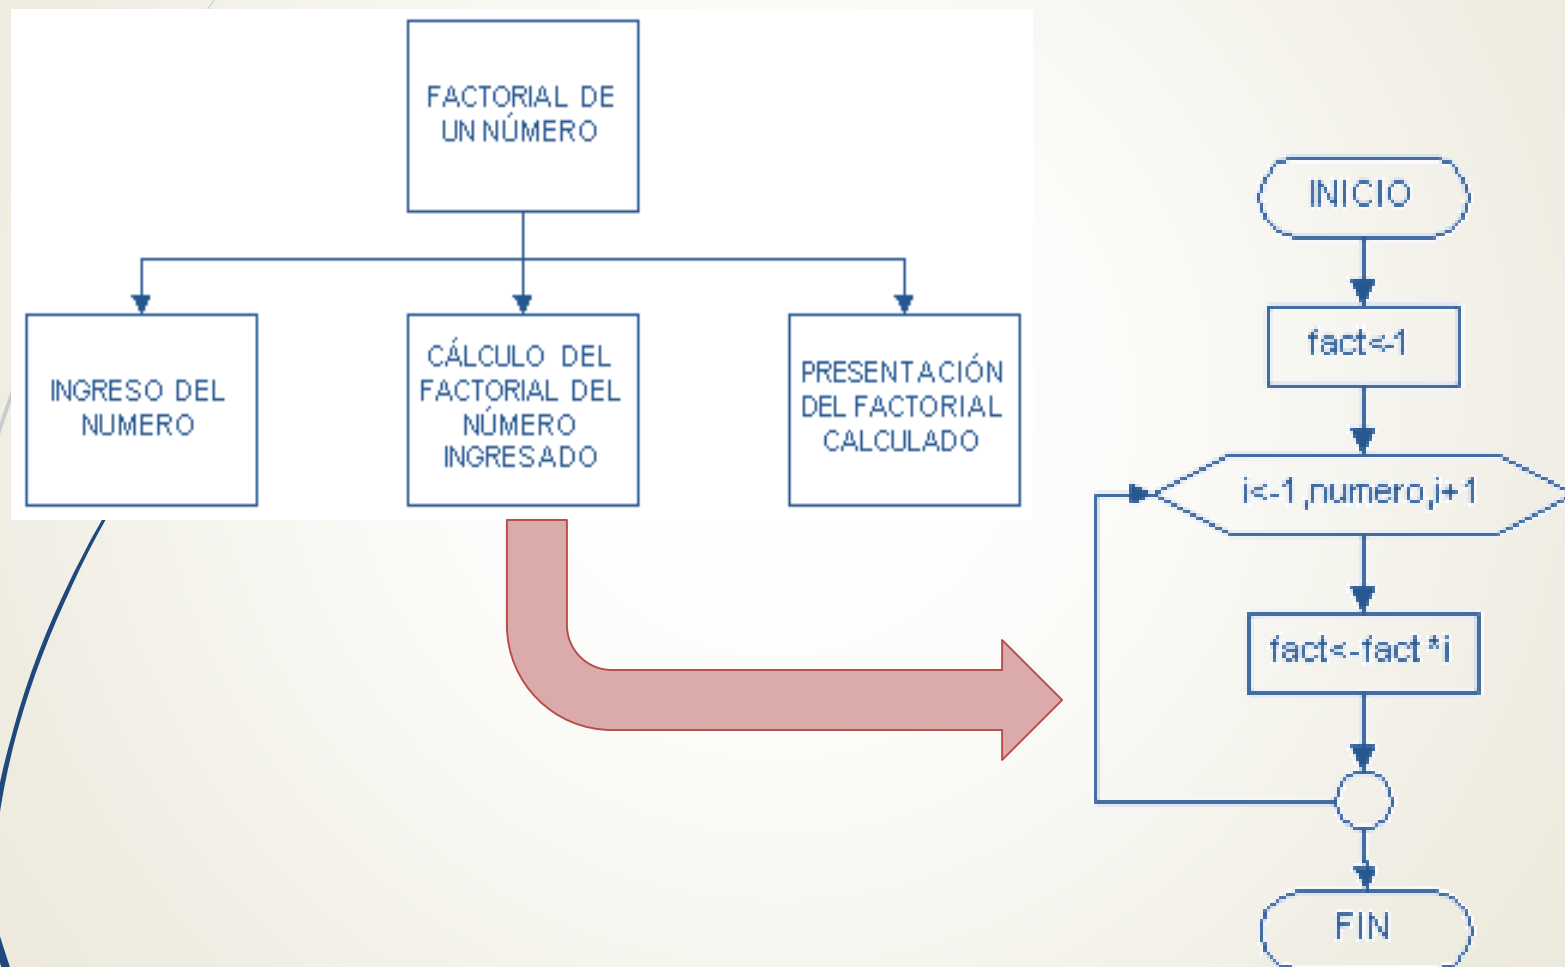 FACTORIAL DE
UN NÚMERO
INGRESO DEL
NUMERO
CÁLCULO DEL
FACTORIAL DEL
NÚMERO
INGRESADO
PRESENTACIÓN
DEL FACTORIAL
CALCULADO
INICIO
fact<-1
i<-1,numero,i+1
fact<-fact*i
FIN